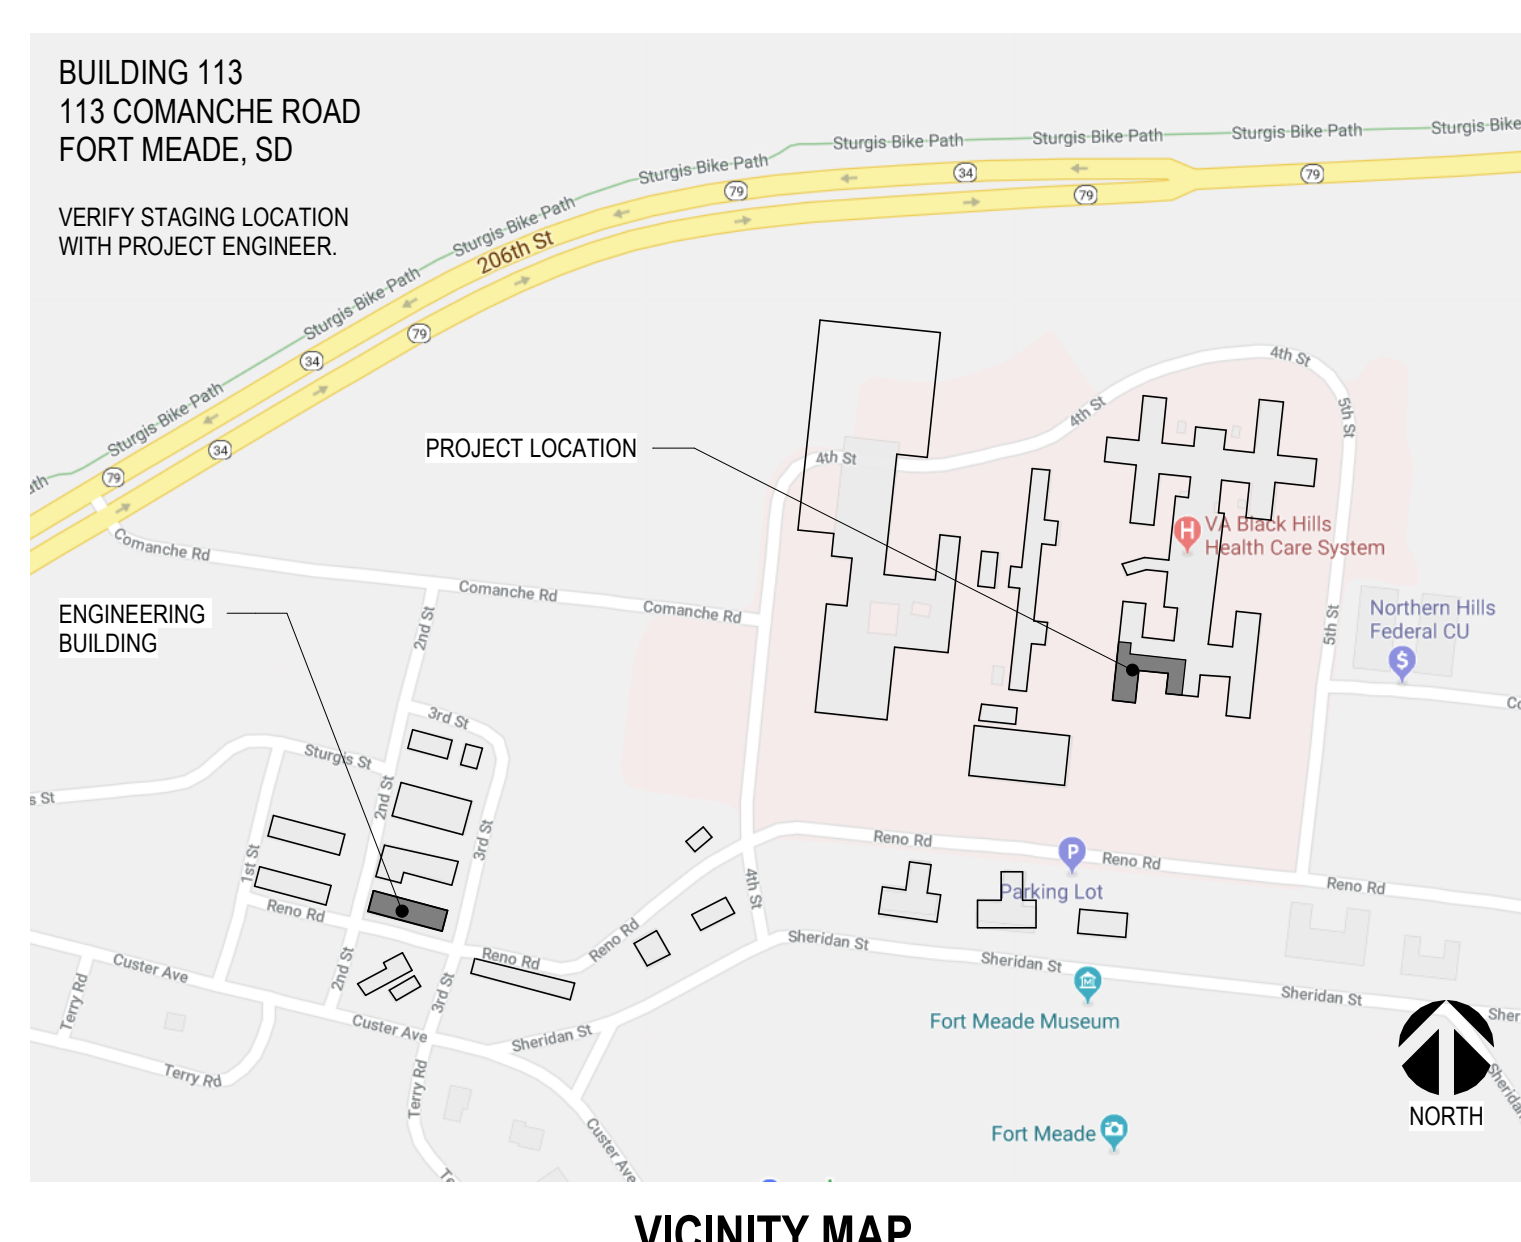 BUILDING 113
113 COMANCHE ROAD
FORT MEADE, SD
VERIFY STAGING LOCATION
WITH PROJECT ENGINEER.
Sturgis Bike Path
Sturgis Bike Path
Sturgis Bike Path
Sturgis Bike
Sturgis Bike Path
Sturgis Bike Path
Sturgis Bike Path
Sturgis Bike Path
ath
206th St
34
79
79
79
79
34
34
79
4th St
4th St
4th St
5th St
5th St
PROJECT LOCATION
VA Black Hills
Health Care System
Comanche Rd
Comanche Rd
Comanche Rd
ENGINEERING
BUILDING
Northern Hills
Federal CU
Co
2nd St
3rd St
Sturgis St
s St
2nd St
3rd St
1st St
Reno Rd
Reno Rd
P
Parking Lot
Reno Rd
4th St
Reno Rd
Reno Rd
Reno Rd
Sheridan St
Sheridan St
Sheridan St
Sher
Custer Ave
2nd St
3rd St
Terry Rd
Custer Ave
Sheridan St
Fort Meade Museum
Terry Rd
Terry Rd
Sheridan
Custer Ave
Fort Meade
NORTH
Te
H
$
VICINITY MAP